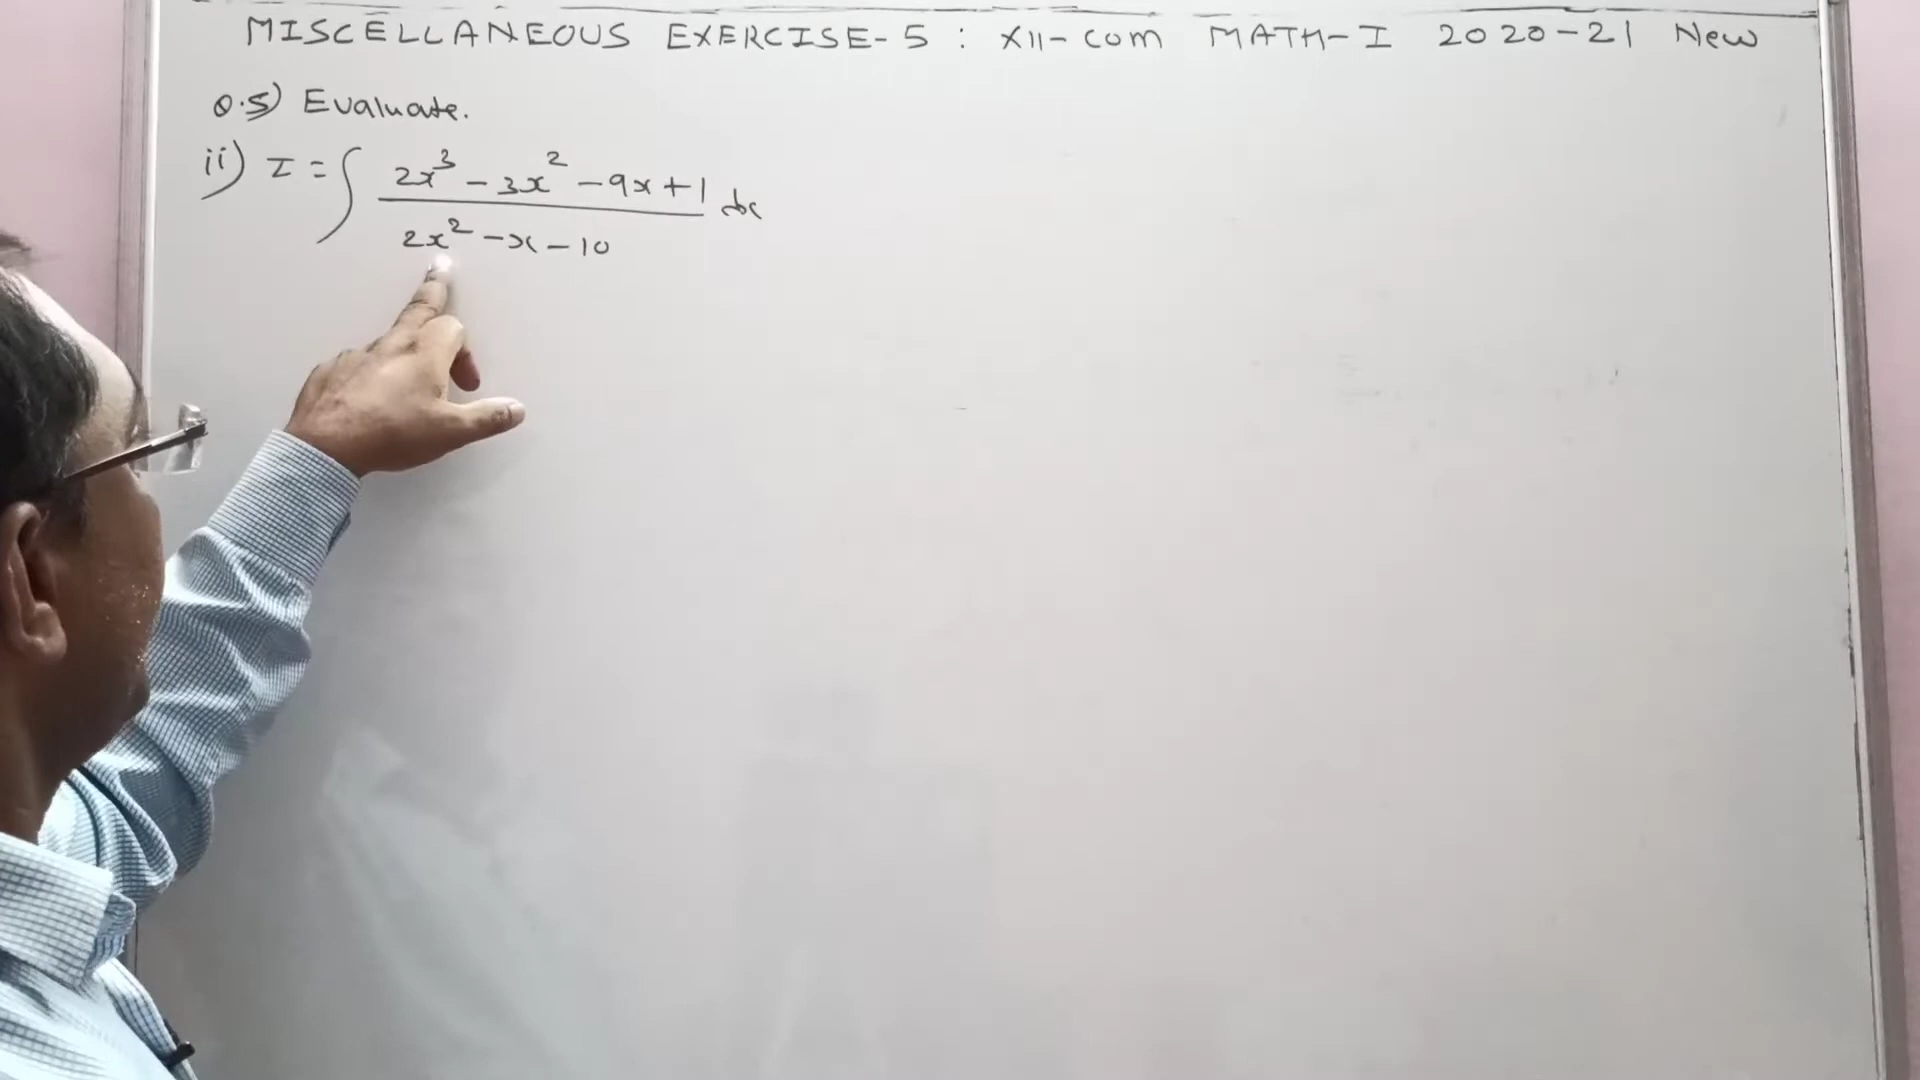 MISCELLANEOUS EXERCISE-5 : XII-COM MATH-I 2020-21 New
Q.5) Evaluate.
ii) I = ∫ (2x³ - 3x² - 9x + 1) / (2x² - x - 10) dx